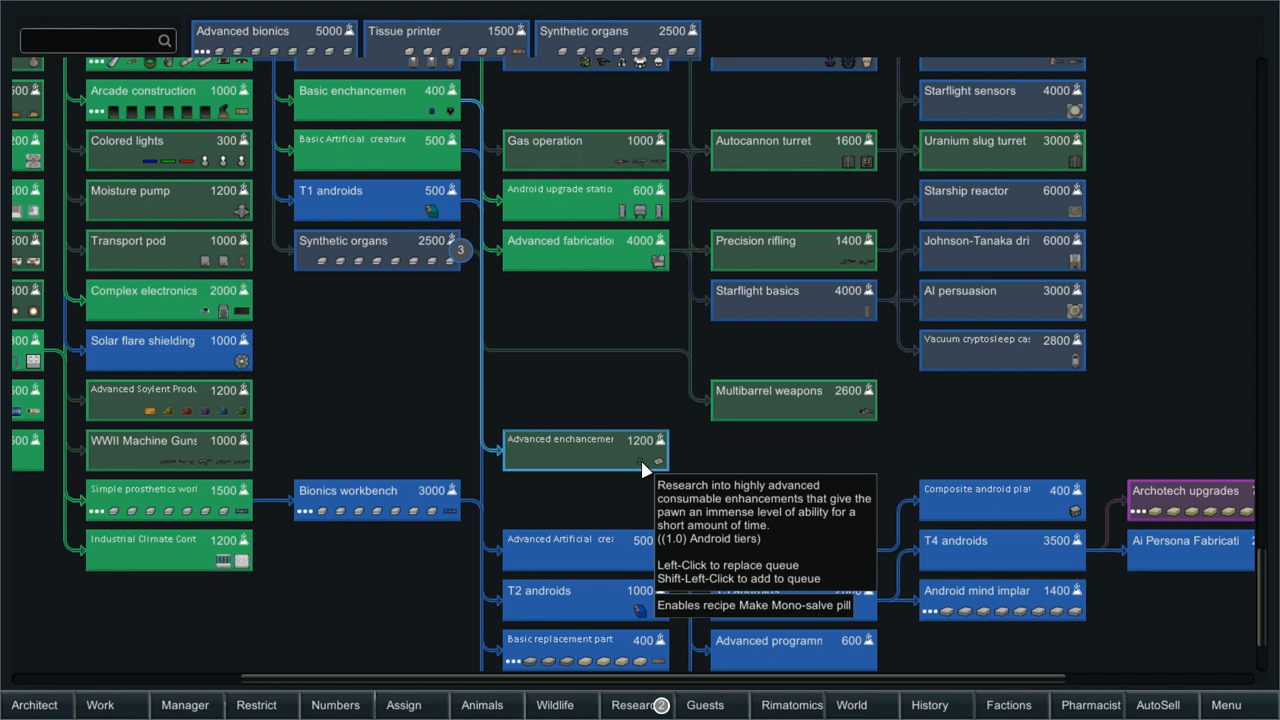 Advanced bionics 5000
Tissue printer 1500
Synthetic organs 2500
Arcade construction 1000
Colored lights 300
Moisture pump 1200
Transport pod 1000
Complex electronics 2000
Solar flare shielding 1000
Advanced Soylent Produ 1200
WWII Machine Guns 1000
Simple prosthetics worl 1500
Industrial Climate Cont 1200
Basic enchancemen 400
Basic Artificial creature 500
T1 androids 500
Synthetic organs 2500
3
Bionics workbench 3000
Gas operation 1000
Android upgrade statio 600
Advanced fabricatio 4000
Advanced enchancemer 1200
Advanced Artificial crea 500
T2 androids 1000
Basic replacement part 400
Autocannon turret 1600
Precision rifling 1400
Starflight basics 4000
Multibarrel weapons 2600
Advanced programn 600
Starflight sensors 4000
Uranium slug turret 3000
Starship reactor 6000
Johnson-Tanaka dri 6000
AI persuasion 3000
Vacuum cryptosleep ca: 2800
Composite android plat 400
T4 androids 3500
Android mind implar 1400
Archotech upgrades
Ai Persona Fabricati
Research into highly advanced
consumable enhancements that give the
pawn an immense level of ability for a
short amount of time.
((1.0) Android tiers)
Left-Click to replace queue
Shift-Left-Click to add to queue
Enables recipe Make Mono-salve pill
Architect Work Manager Restrict Numbers Assign Animals Wildlife Research 2 Guests Rimatomics World History Factions Pharmacist AutoSell Menu